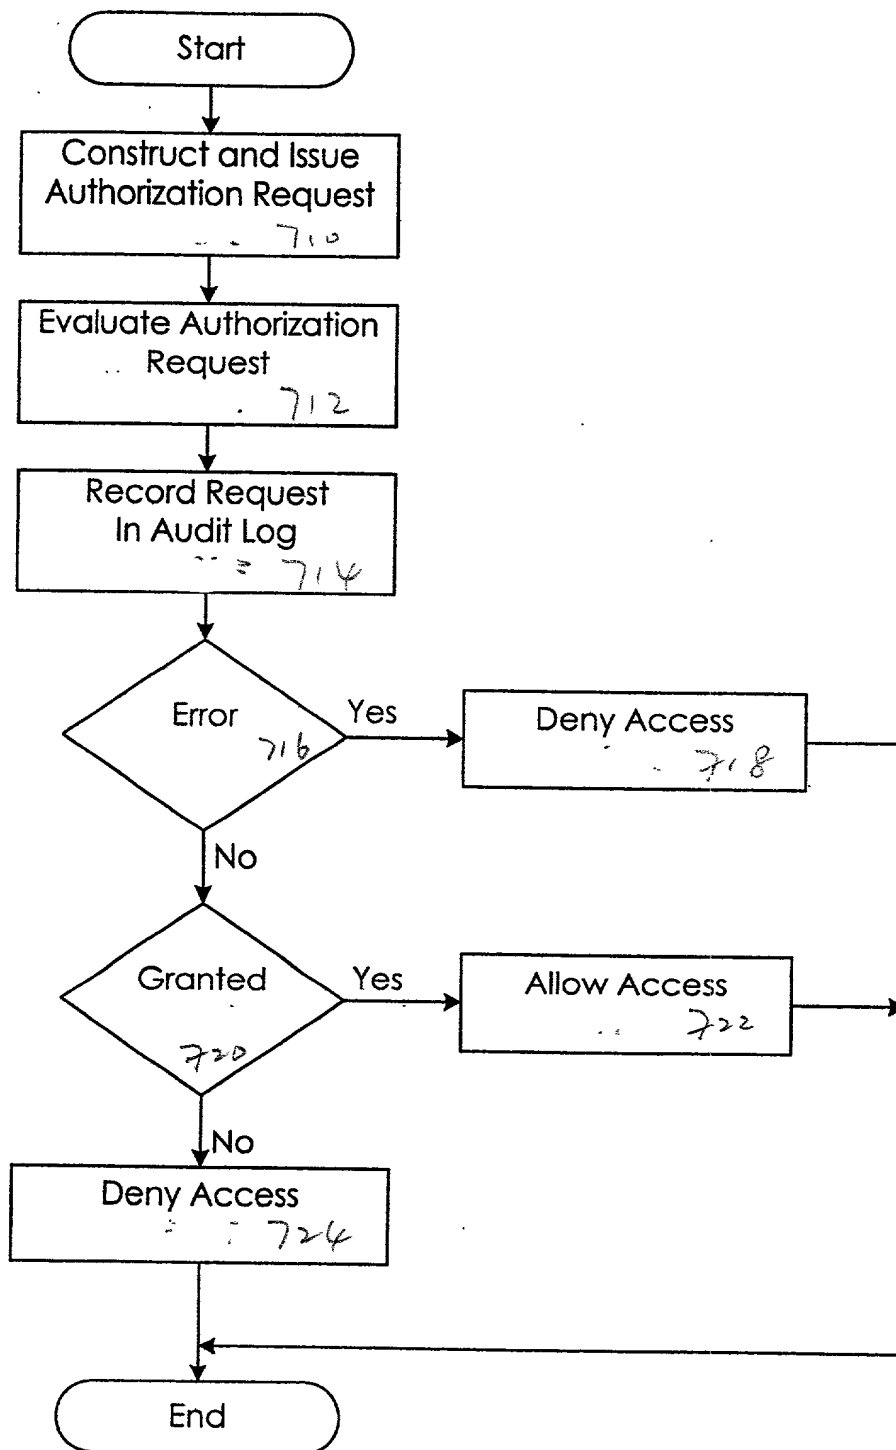 Start
Construct and Issue
Authorization Request
710
Evaluate Authorization
Request
712
Record Request
In Audit Log
714
Error
716
Yes
Deny Access
718
No
Granted
720
Yes
Allow Access
722
No
Deny Access
724
End